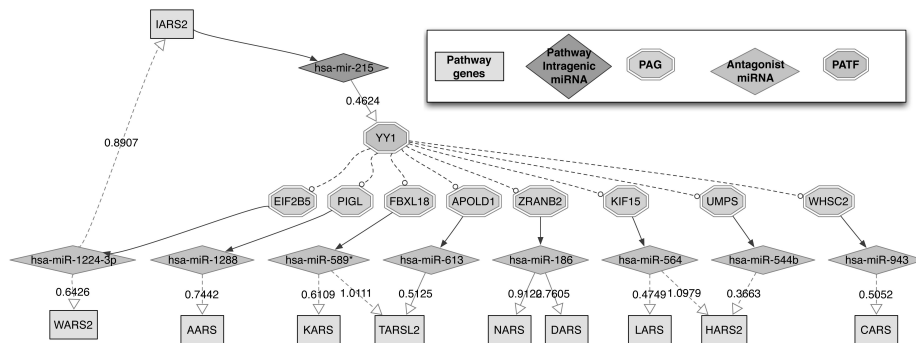 IARS2
hsa-mir-215
Pathway
genes
Pathway
Intragenic
miRNA
PAG
Antagonist
miRNA
PATF
0.4624
YY1
0.8907
EIF2B5
PIGL
FBXL18
APOLD1
ZRANB2
KIF15
UMPS
WHSC2
hsa-miR-1224-3p
hsa-miR-1288
hsa-miR-589*
hsa-miR-613
hsa-miR-186
hsa-miR-564
hsa-miR-544b
hsa-miR-943
0.6426
0.7442
0.6109
1.0111
0.5125
0.4749
1.0979
0.3663
0.5052
WARS2
AARS
KARS
TARSL2
NARS
DARS
LARS
HARS2
CARS